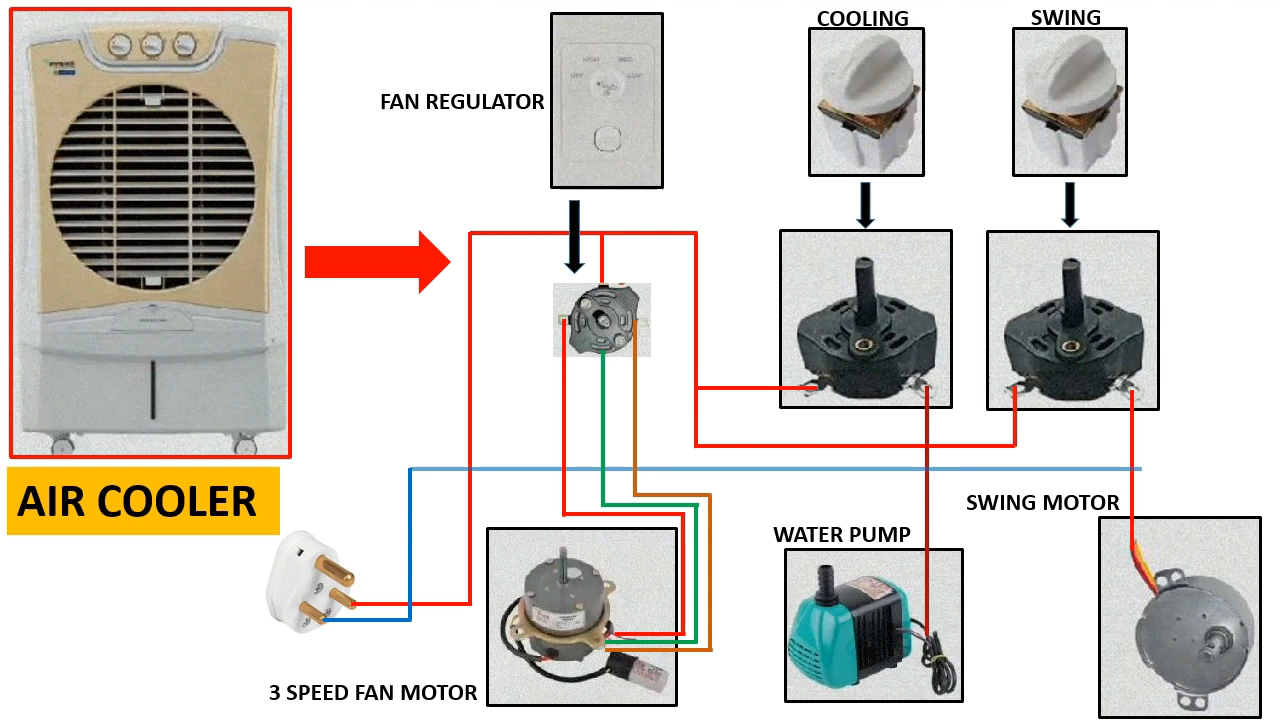 COOLING
SWING
FAN REGULATOR
HIGH
MED
OFF
LOW
AIR COOLER
SWING MOTOR
WATER PUMP
3 SPEED FAN MOTOR